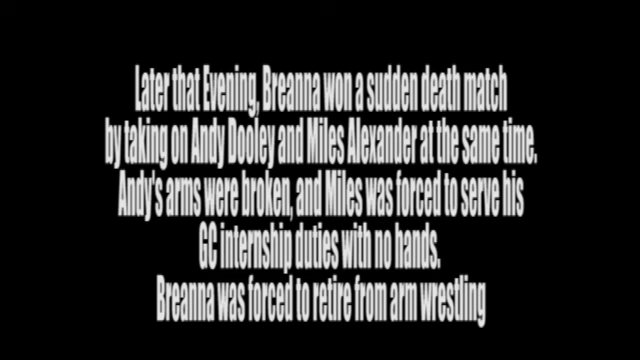 Later that Evening, Breanna won a sudden death match
by taking on Andy Dooley and Miles Alexander at the same time.
Andy's arms were broken, and Miles was forced to serve his
GC internship duties with no hands.
Breanna was forced to retire from arm wrestling